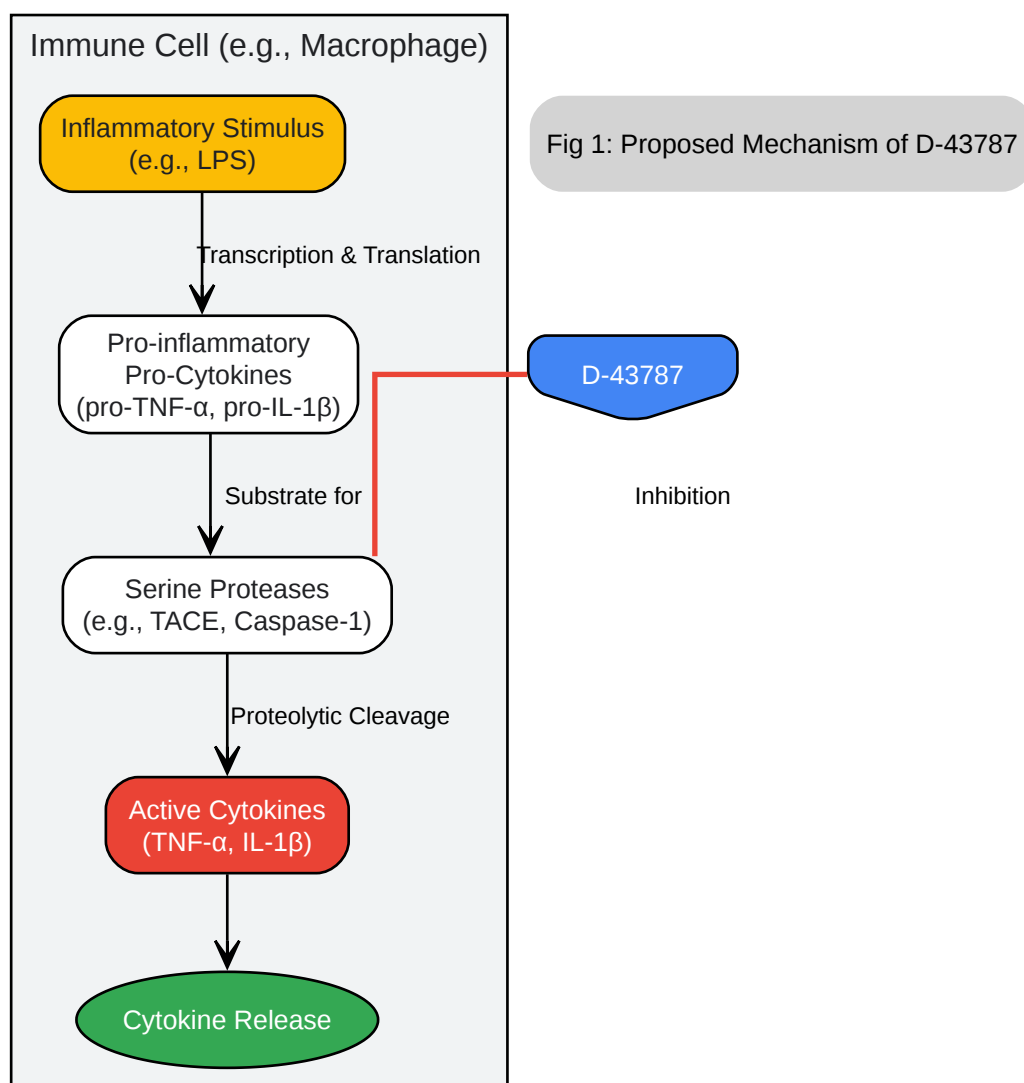 Immune Cell (e.g., Macrophage)
Inflammatory Stimulus
(e.g., LPS)
Fig 1: Proposed Mechanism of D-43787
Transcription & Translation
Pro-inflammatory
Pro-Cytokines
(pro-TNF-α, pro-IL-1β)
D-43787
Substrate for
Inhibition
Serine Proteases
(e.g., TACE, Caspase-1)
Proteolytic Cleavage
Active Cytokines
(TNF-α, IL-1β)
Cytokine Release